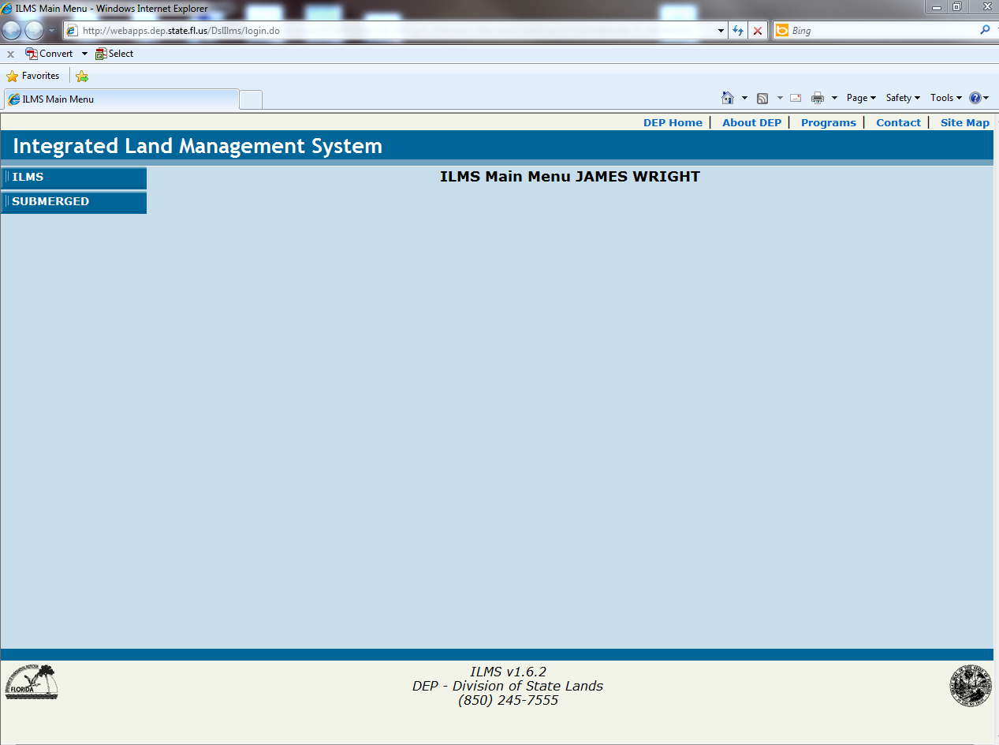 ILMS Main Menu - Windows Internet Explorer
http://webapps.dep.state.fl.us/DslIlms/login.do
Bing
x Convert Select
Favorites
ILMS Main Menu
Page Safety Tools
DEP Home | About DEP | Programs | Contact | Site Map
Integrated Land Management System
ILMS
ILMS Main Menu JAMES WRIGHT
SUBMERGED
ILMS v1.6.2
DEP - Division of State Lands
(850) 245-7555
FLORIDA